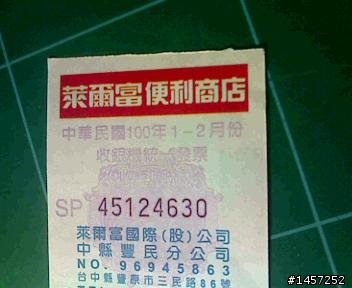 萊爾富便利商店
中華民國100年1-2月份
收銀機統一發票
SP 45124630
萊爾富國際(股)公司
中縣豐民分公司
NO.96945863
台中縣豐原市三民路86號
#1457252